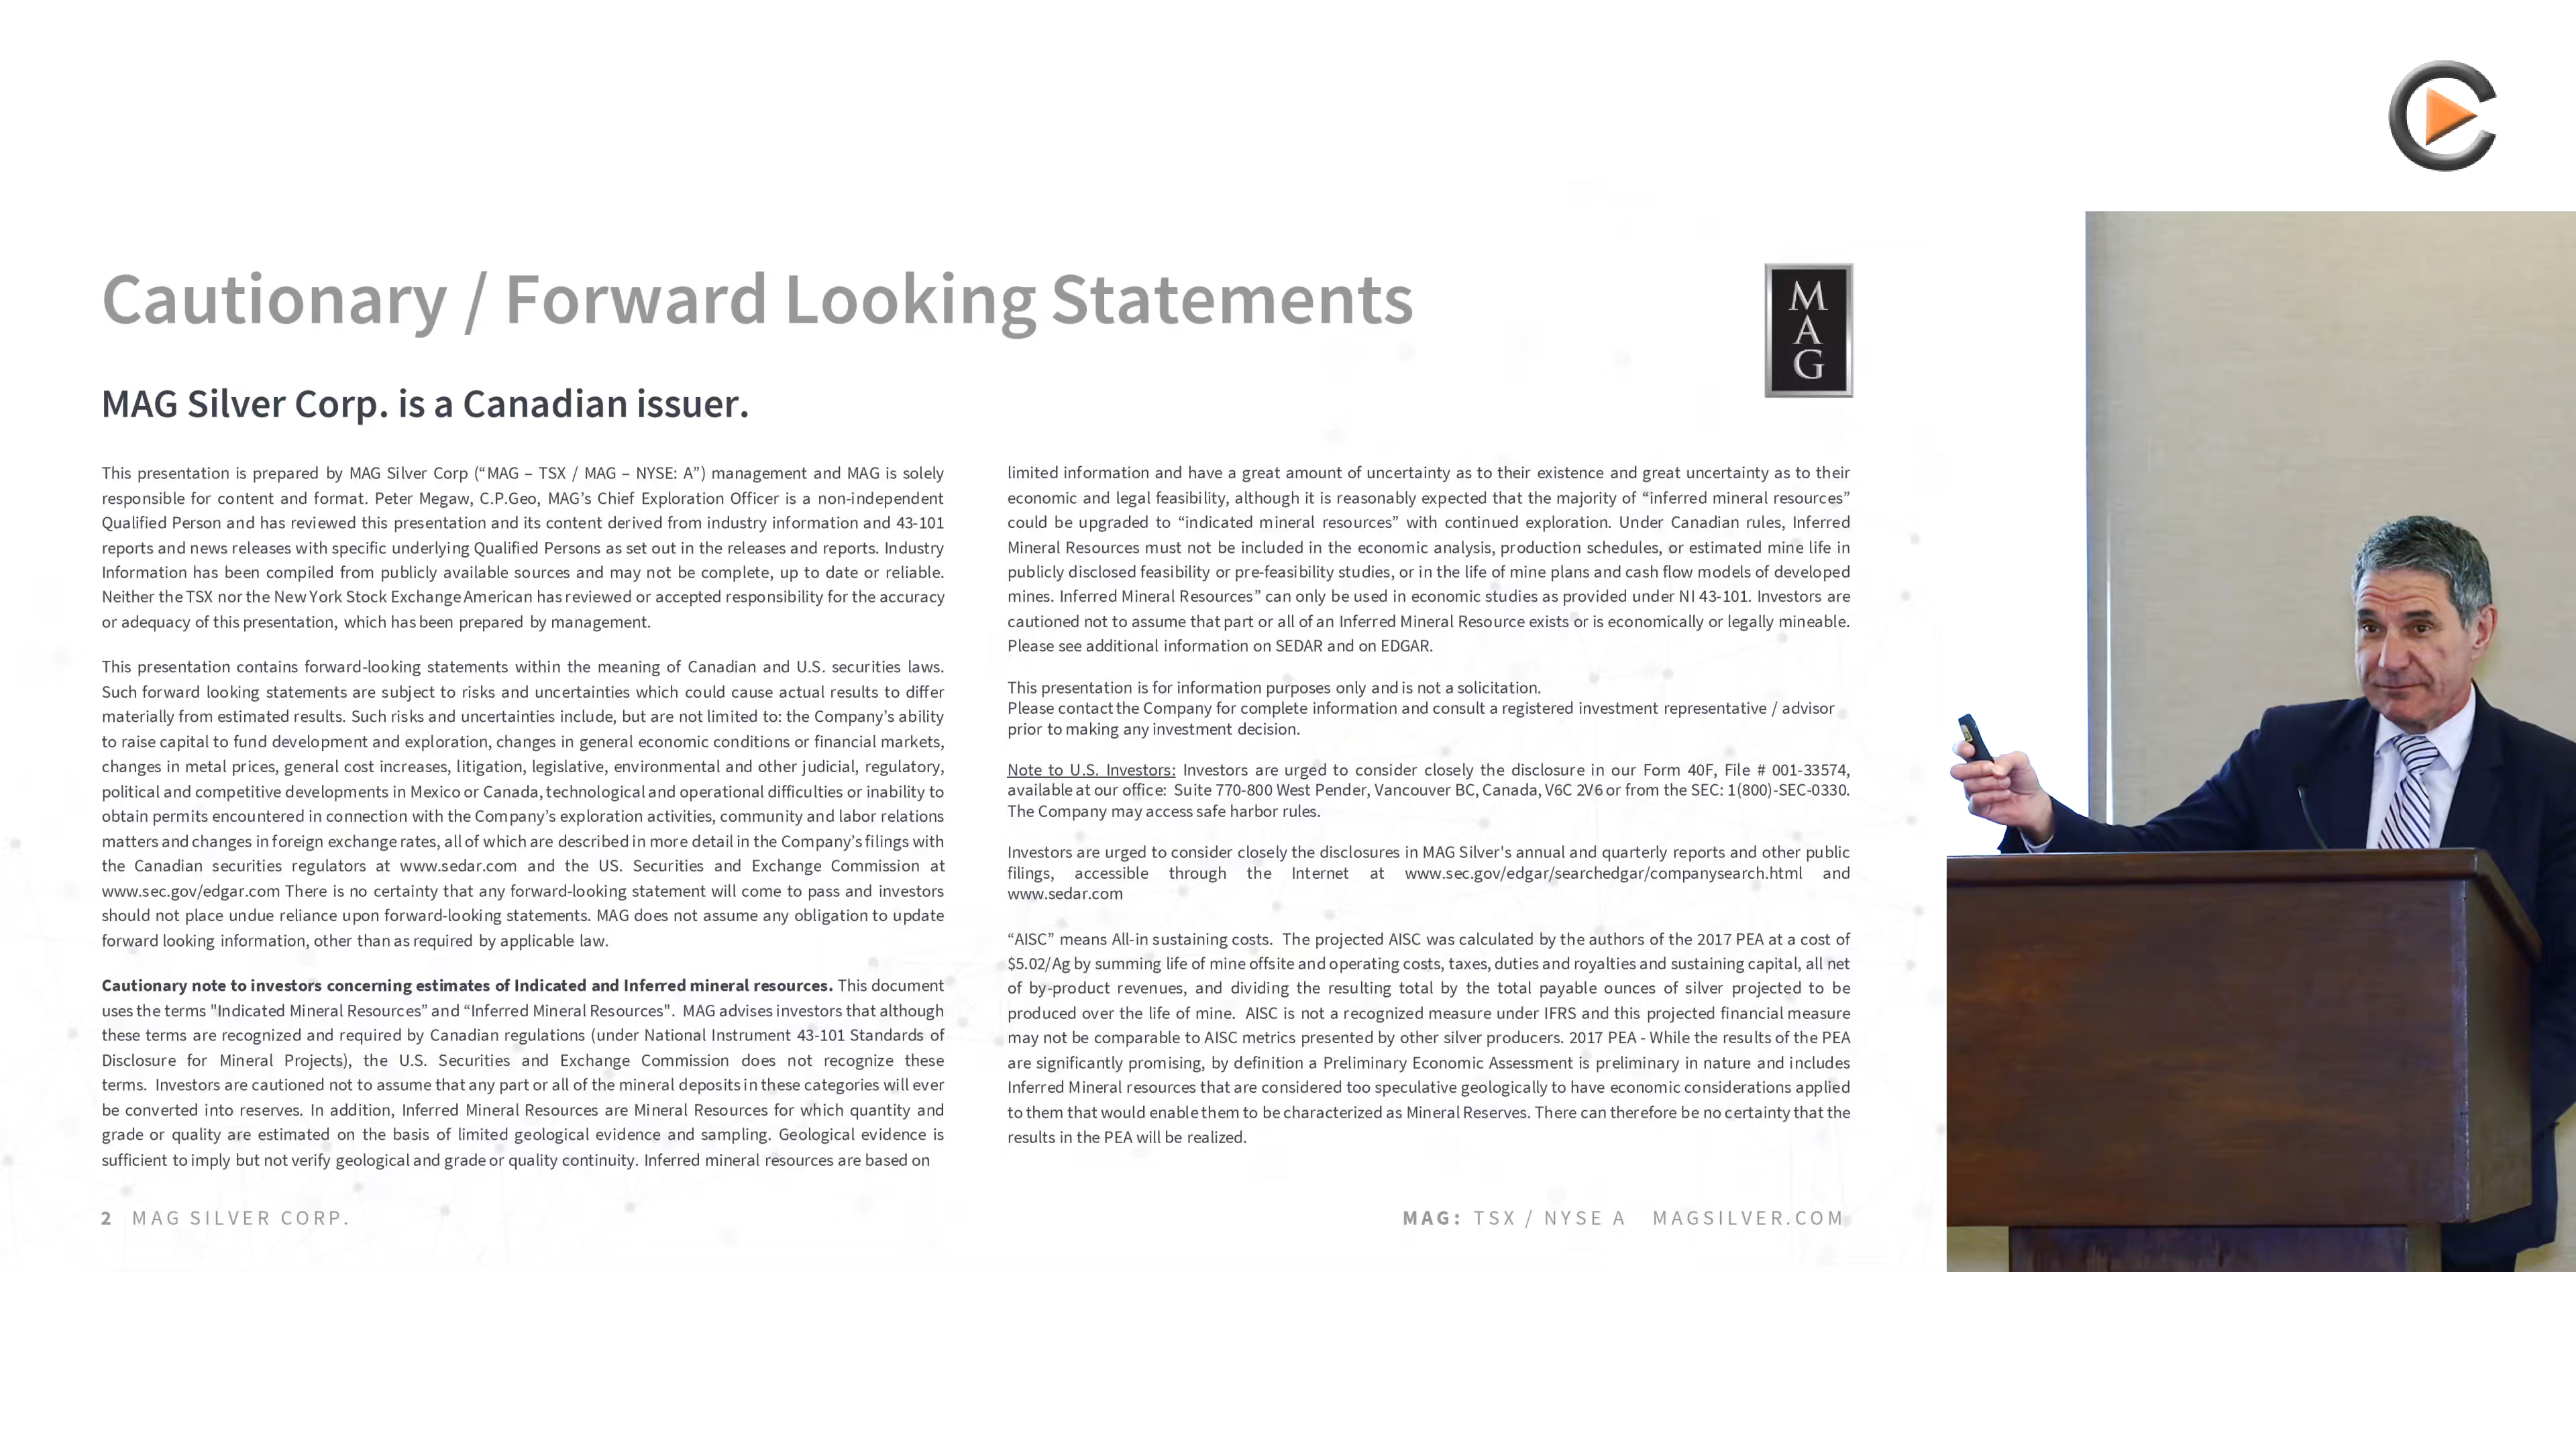 Cautionary / Forward Looking Statements
M
A
G
MAG Silver Corp. is a Canadian issuer.
This presentation is prepared by MAG Silver Corp (“MAG – TSX / MAG – NYSE: A”) management and MAG is solely
responsible for content and format. Peter Megaw, C.P.Geo, MAG’s Chief Exploration Officer is a non-independent
Qualified Person and has reviewed this presentation and its content derived from industry information and 43-101
reports and news releases with specific underlying Qualified Persons as set out in the releases and reports. Industry
Information has been compiled from publicly available sources and may not be complete, up to date or reliable.
Neither the TSX nor the New York Stock Exchange American has reviewed or accepted responsibility for the accuracy
or adequacy of this presentation, which has been prepared by management.
This presentation contains forward-looking statements within the meaning of Canadian and U.S. securities laws.
Such forward looking statements are subject to risks and uncertainties which could cause actual results to differ
materially from estimated results. Such risks and uncertainties include, but are not limited to: the Company’s ability
to raise capital to fund development and exploration, changes in general economic conditions or financial markets,
changes in metal prices, general cost increases, litigation, legislative, environmental and other judicial, regulatory,
political and competitive developments in Mexico or Canada, technological and operational difficulties or inability to
obtain permits encountered in connection with the Company’s exploration activities, community and labor relations
matters and changes in foreign exchange rates, all of which are described in more detail in the Company’s filings with
the Canadian securities regulators at www.sedar.com and the US. Securities and Exchange Commission at
www.sec.gov/edgar.com There is no certainty that any forward-looking statement will come to pass and investors
should not place undue reliance upon forward-looking statements. MAG does not assume any obligation to update
forward looking information, other than as required by applicable law.
Cautionary note to investors concerning estimates of Indicated and Inferred mineral resources. This document
uses the terms "Indicated Mineral Resources” and “Inferred Mineral Resources". MAG advises investors that although
these terms are recognized and required by Canadian regulations (under National Instrument 43-101 Standards of
Disclosure for Mineral Projects), the U.S. Securities and Exchange Commission does not recognize these
terms. Investors are cautioned not to assume that any part or all of the mineral deposits in these categories will ever
be converted into reserves. In addition, Inferred Mineral Resources are Mineral Resources for which quantity and
grade or quality are estimated on the basis of limited geological evidence and sampling. Geological evidence is
sufficient to imply but not verify geological and grade or quality continuity. Inferred mineral resources are based on
limited information and have a great amount of uncertainty as to their existence and great uncertainty as to their
economic and legal feasibility, although it is reasonably expected that the majority of “inferred mineral resources”
could be upgraded to “indicated mineral resources” with continued exploration. Under Canadian rules, Inferred
Mineral Resources must not be included in the economic analysis, production schedules, or estimated mine life in
publicly disclosed feasibility or pre-feasibility studies, or in the life of mine plans and cash flow models of developed
mines. Inferred Mineral Resources” can only be used in economic studies as provided under NI 43-101. Investors are
cautioned not to assume that part or all of an Inferred Mineral Resource exists or is economically or legally mineable.
Please see additional information on SEDAR and on EDGAR.
This presentation is for information purposes only and is not a solicitation.
Please contact the Company for complete information and consult a registered investment representative / advisor
prior to making any investment decision.
Note to U.S. Investors: Investors are urged to consider closely the disclosure in our Form 40F, File # 001-33574,
available at our office: Suite 770-800 West Pender, Vancouver BC, Canada, V6C 2V6 or from the SEC: 1(800)-SEC-0330.
The Company may access safe harbor rules.
Investors are urged to consider closely the disclosures in MAG Silver's annual and quarterly reports and other public
filings, accessible through the Internet at www.sec.gov/edgar/searchedgar/companysearch.html and
www.sedar.com
“AISC” means All-in sustaining costs. The projected AISC was calculated by the authors of the 2017 PEA at a cost of
$5.02/Ag by summing life of mine offsite and operating costs, taxes, duties and royalties and sustaining capital, all net
of by-product revenues, and dividing the resulting total by the total payable ounces of silver projected to be
produced over the life of mine. AISC is not a recognized measure under IFRS and this projected financial measure
may not be comparable to AISC metrics presented by other silver producers. 2017 PEA - While the results of the PEA
are significantly promising, by definition a Preliminary Economic Assessment is preliminary in nature and includes
Inferred Mineral resources that are considered too speculative geologically to have economic considerations applied
to them that would enable them to be characterized as Mineral Reserves. There can therefore be no certainty that the
results in the PEA will be realized.
2 MAG SILVER CORP.
MAG: TSX / NYSE A MAGSILVER.COM